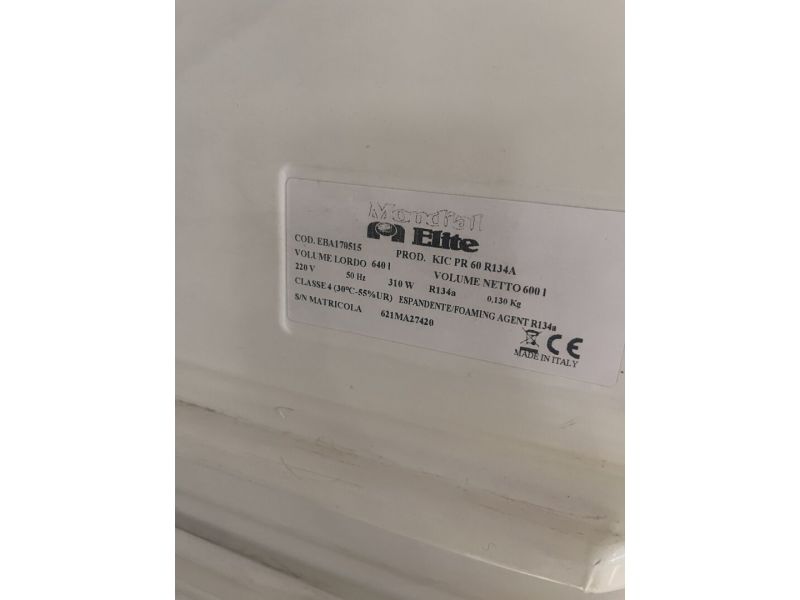 Mondial
Elite
COD. EBA170515 PROD. KIC PR 60 R134A
VOLUME LORDO 640 l VOLUME NETTO 600 l
220 V 50 Hz 310 W R134a 0,130 Kg
CLASSE 4 (30°C-55%UR) ESPANDENTE/FOAMING AGENT R134a
S/N MATRICOLA 621MA27420
CE
MADE IN ITALY